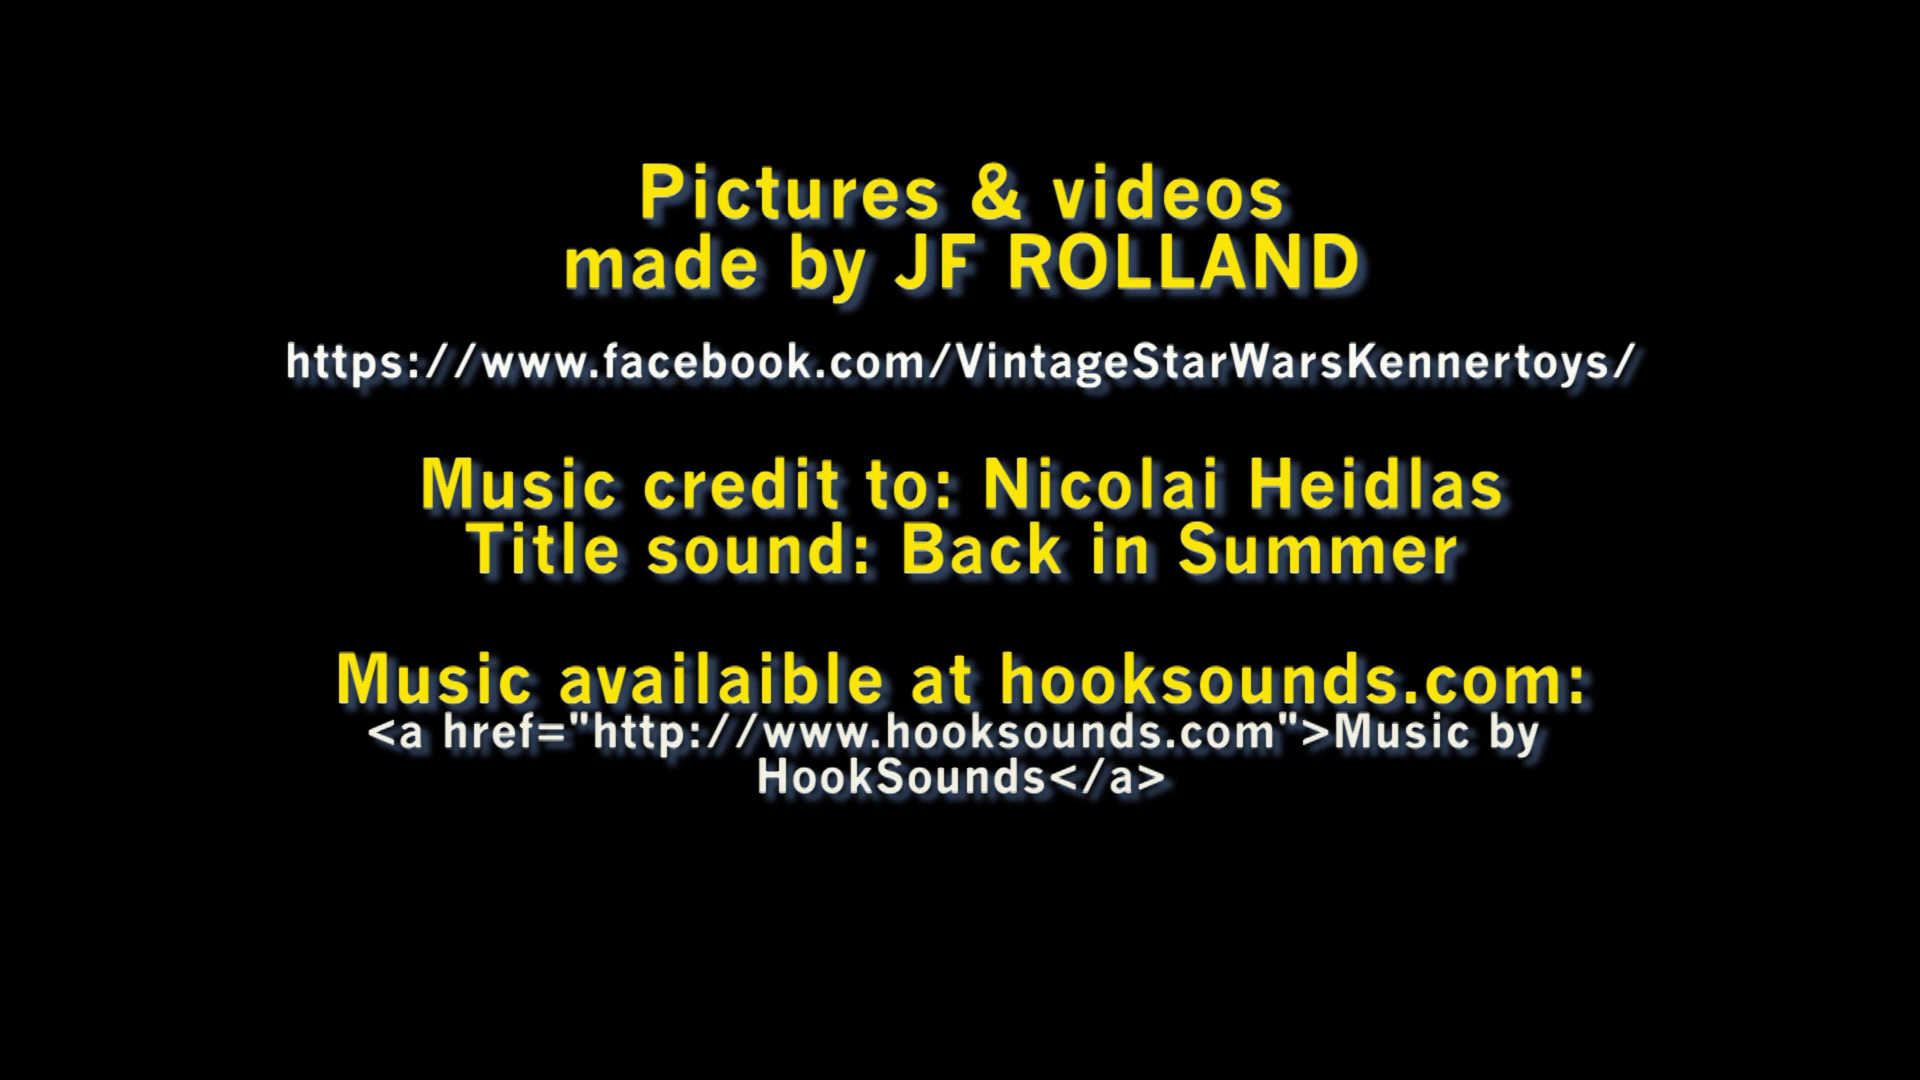 Pictures & videos
made by JF ROLLAND
https://www.facebook.com/VintageStarWarsKennertoys/
Music credit to: Nicolai Heidlas
Title sound: Back in Summer
Music availaible at hooksounds.com:
<a href="http://www.hooksounds.com">Music by
HookSounds</a>